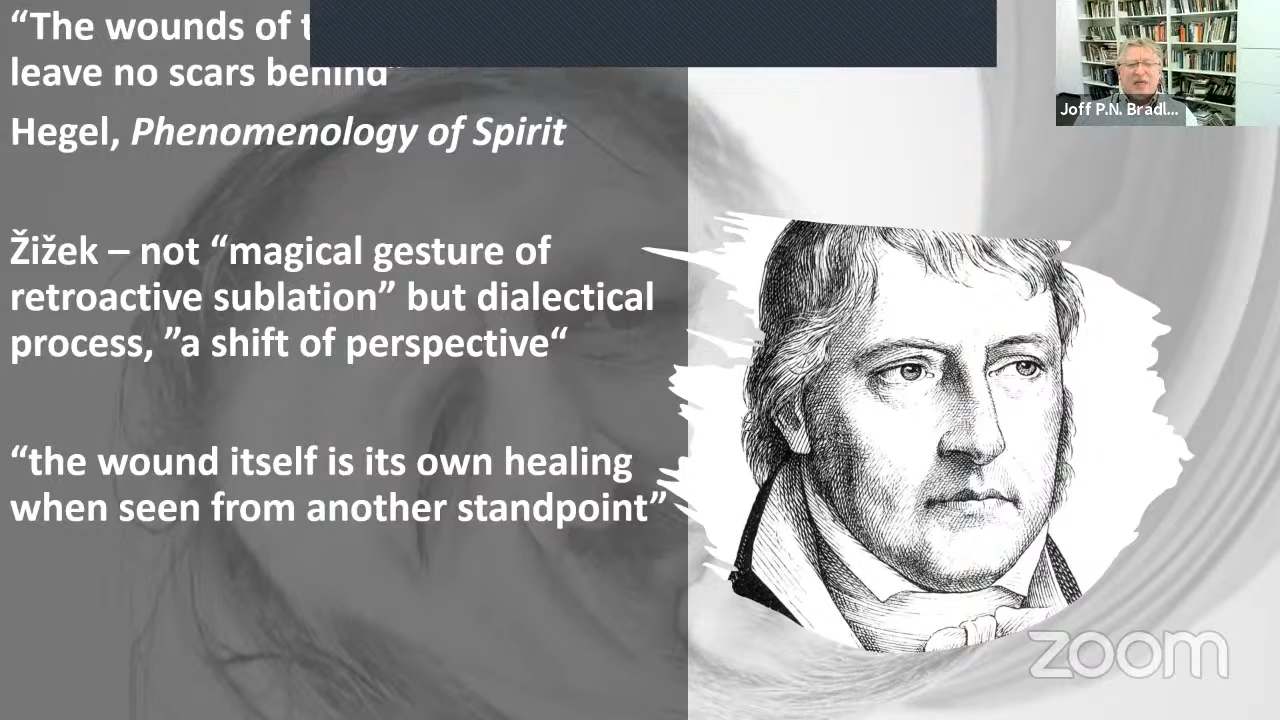 “The wounds of
leave no scars behind”
Hegel, Phenomenology of Spirit
Žižek – not “magical gesture of
retroactive sublation” but dialectical
process, ”a shift of perspective“
“the wound itself is its own healing
when seen from another standpoint”
Joff P.N. Bradl...
zoom